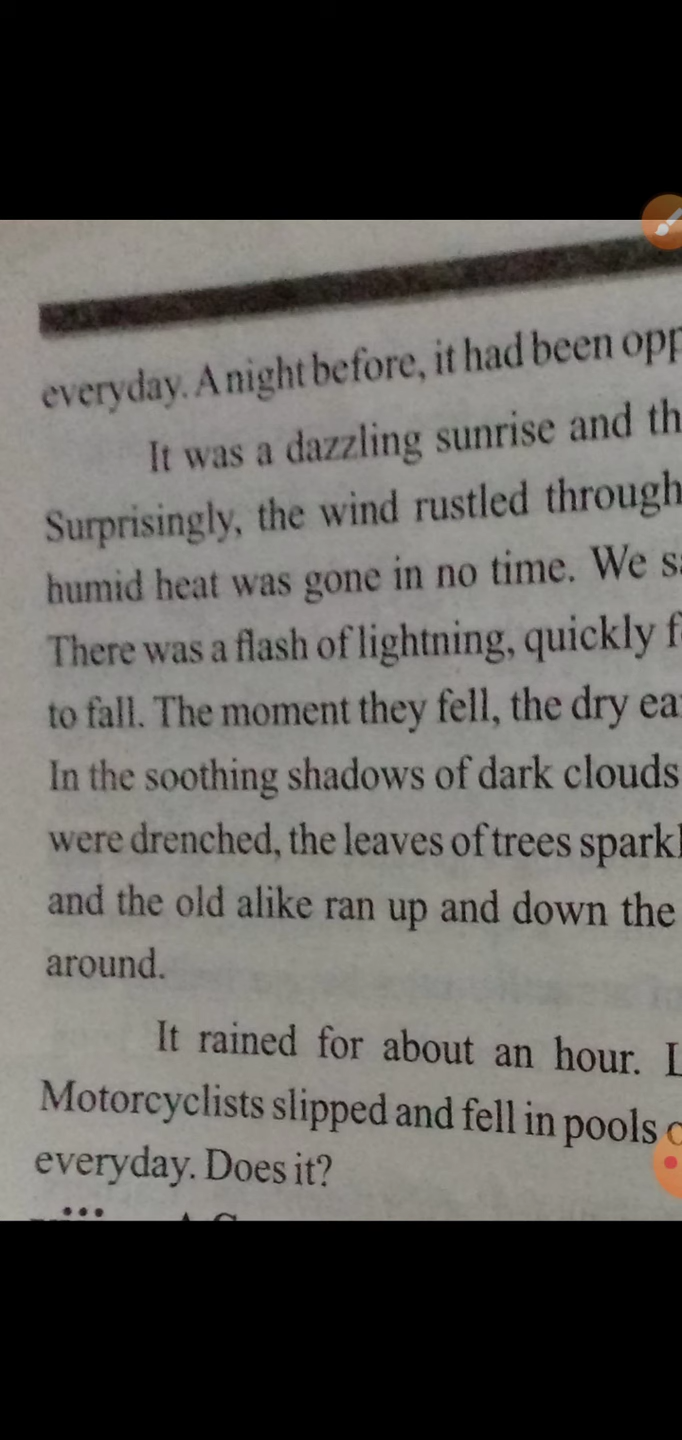 everyday. A night before, it had been
It was a dazzling sunrise and
Surprisingly, the wind rustled through
humid heat was gone in no time. We
There was a flash of lightning, quickly
to fall. The moment they fell, the dry
In the soothing shadows of dark clouds
were drenched, the leaves of trees
and the old alike ran up and down the
around.
It rained for about an hour.
Motorcyclists slipped and fell in pools
everyday. Does it?